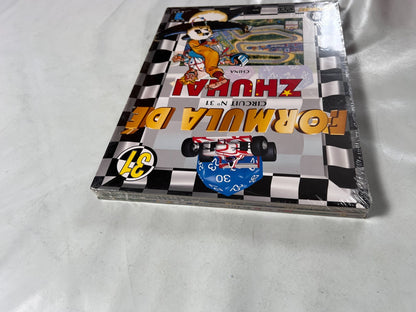 CHINA
ZHUHAI
CIRCUIT N° 31
FORMULA DÉ
31
30